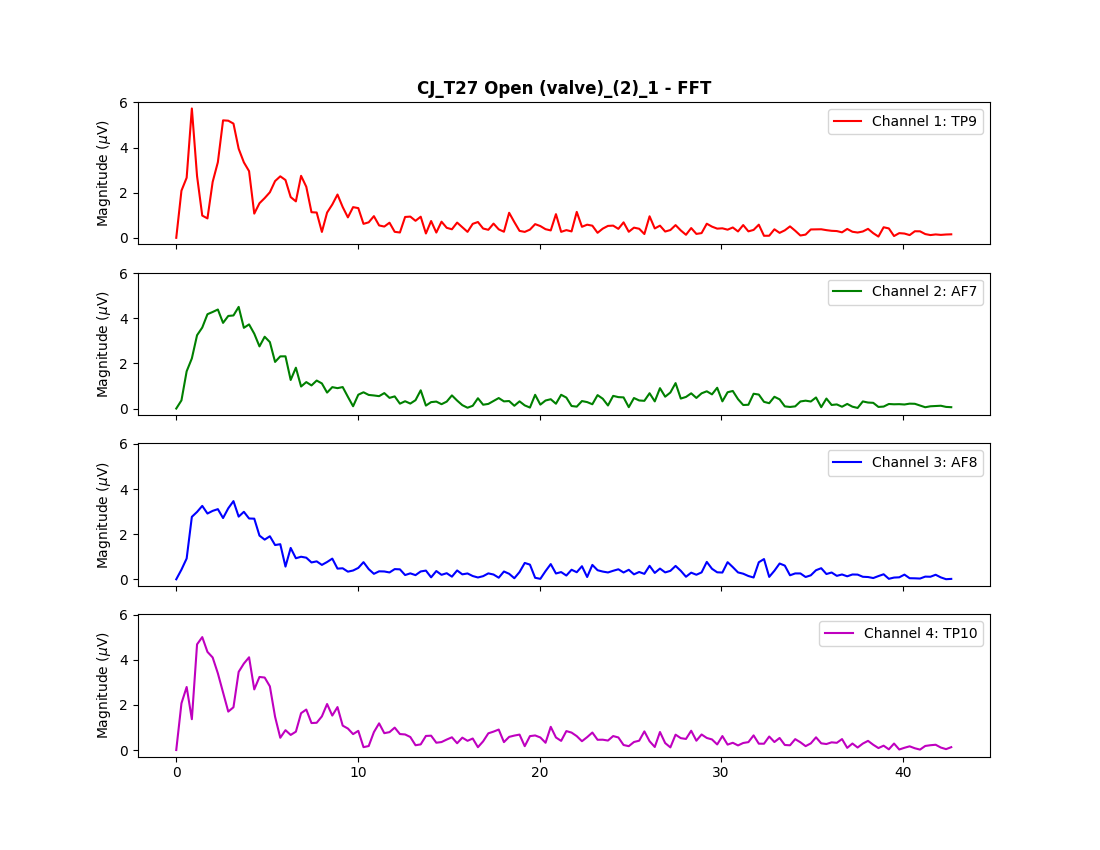 CJ_T27 Open (valve)_(2)_1 - FFT
6
4
2
0
Magnitude (μV)
Channel 1: TP9
6
4
2
0
Magnitude (μV)
Channel 2: AF7
6
4
2
0
Magnitude (μV)
Channel 3: AF8
6
4
2
0
Magnitude (μV)
Channel 4: TP10
0 10 20 30 40